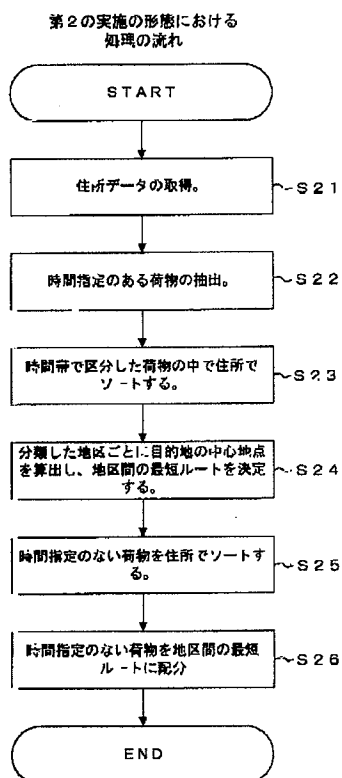 第2の実施の形態における
処理の流れ
START
住所データの取得。
S21
時間指定のある荷物の抽出。
S22
時間帯で区分した荷物の中で住所で
ソートする。
S23
分類した地区ごとに目的地の中心地点
を算出し、地区間の最短ルートを決定
する。
S24
時間指定のない荷物を住所でソートす
る。
S25
時間指定のない荷物を地区間の最短
ルートに配分
S26
END